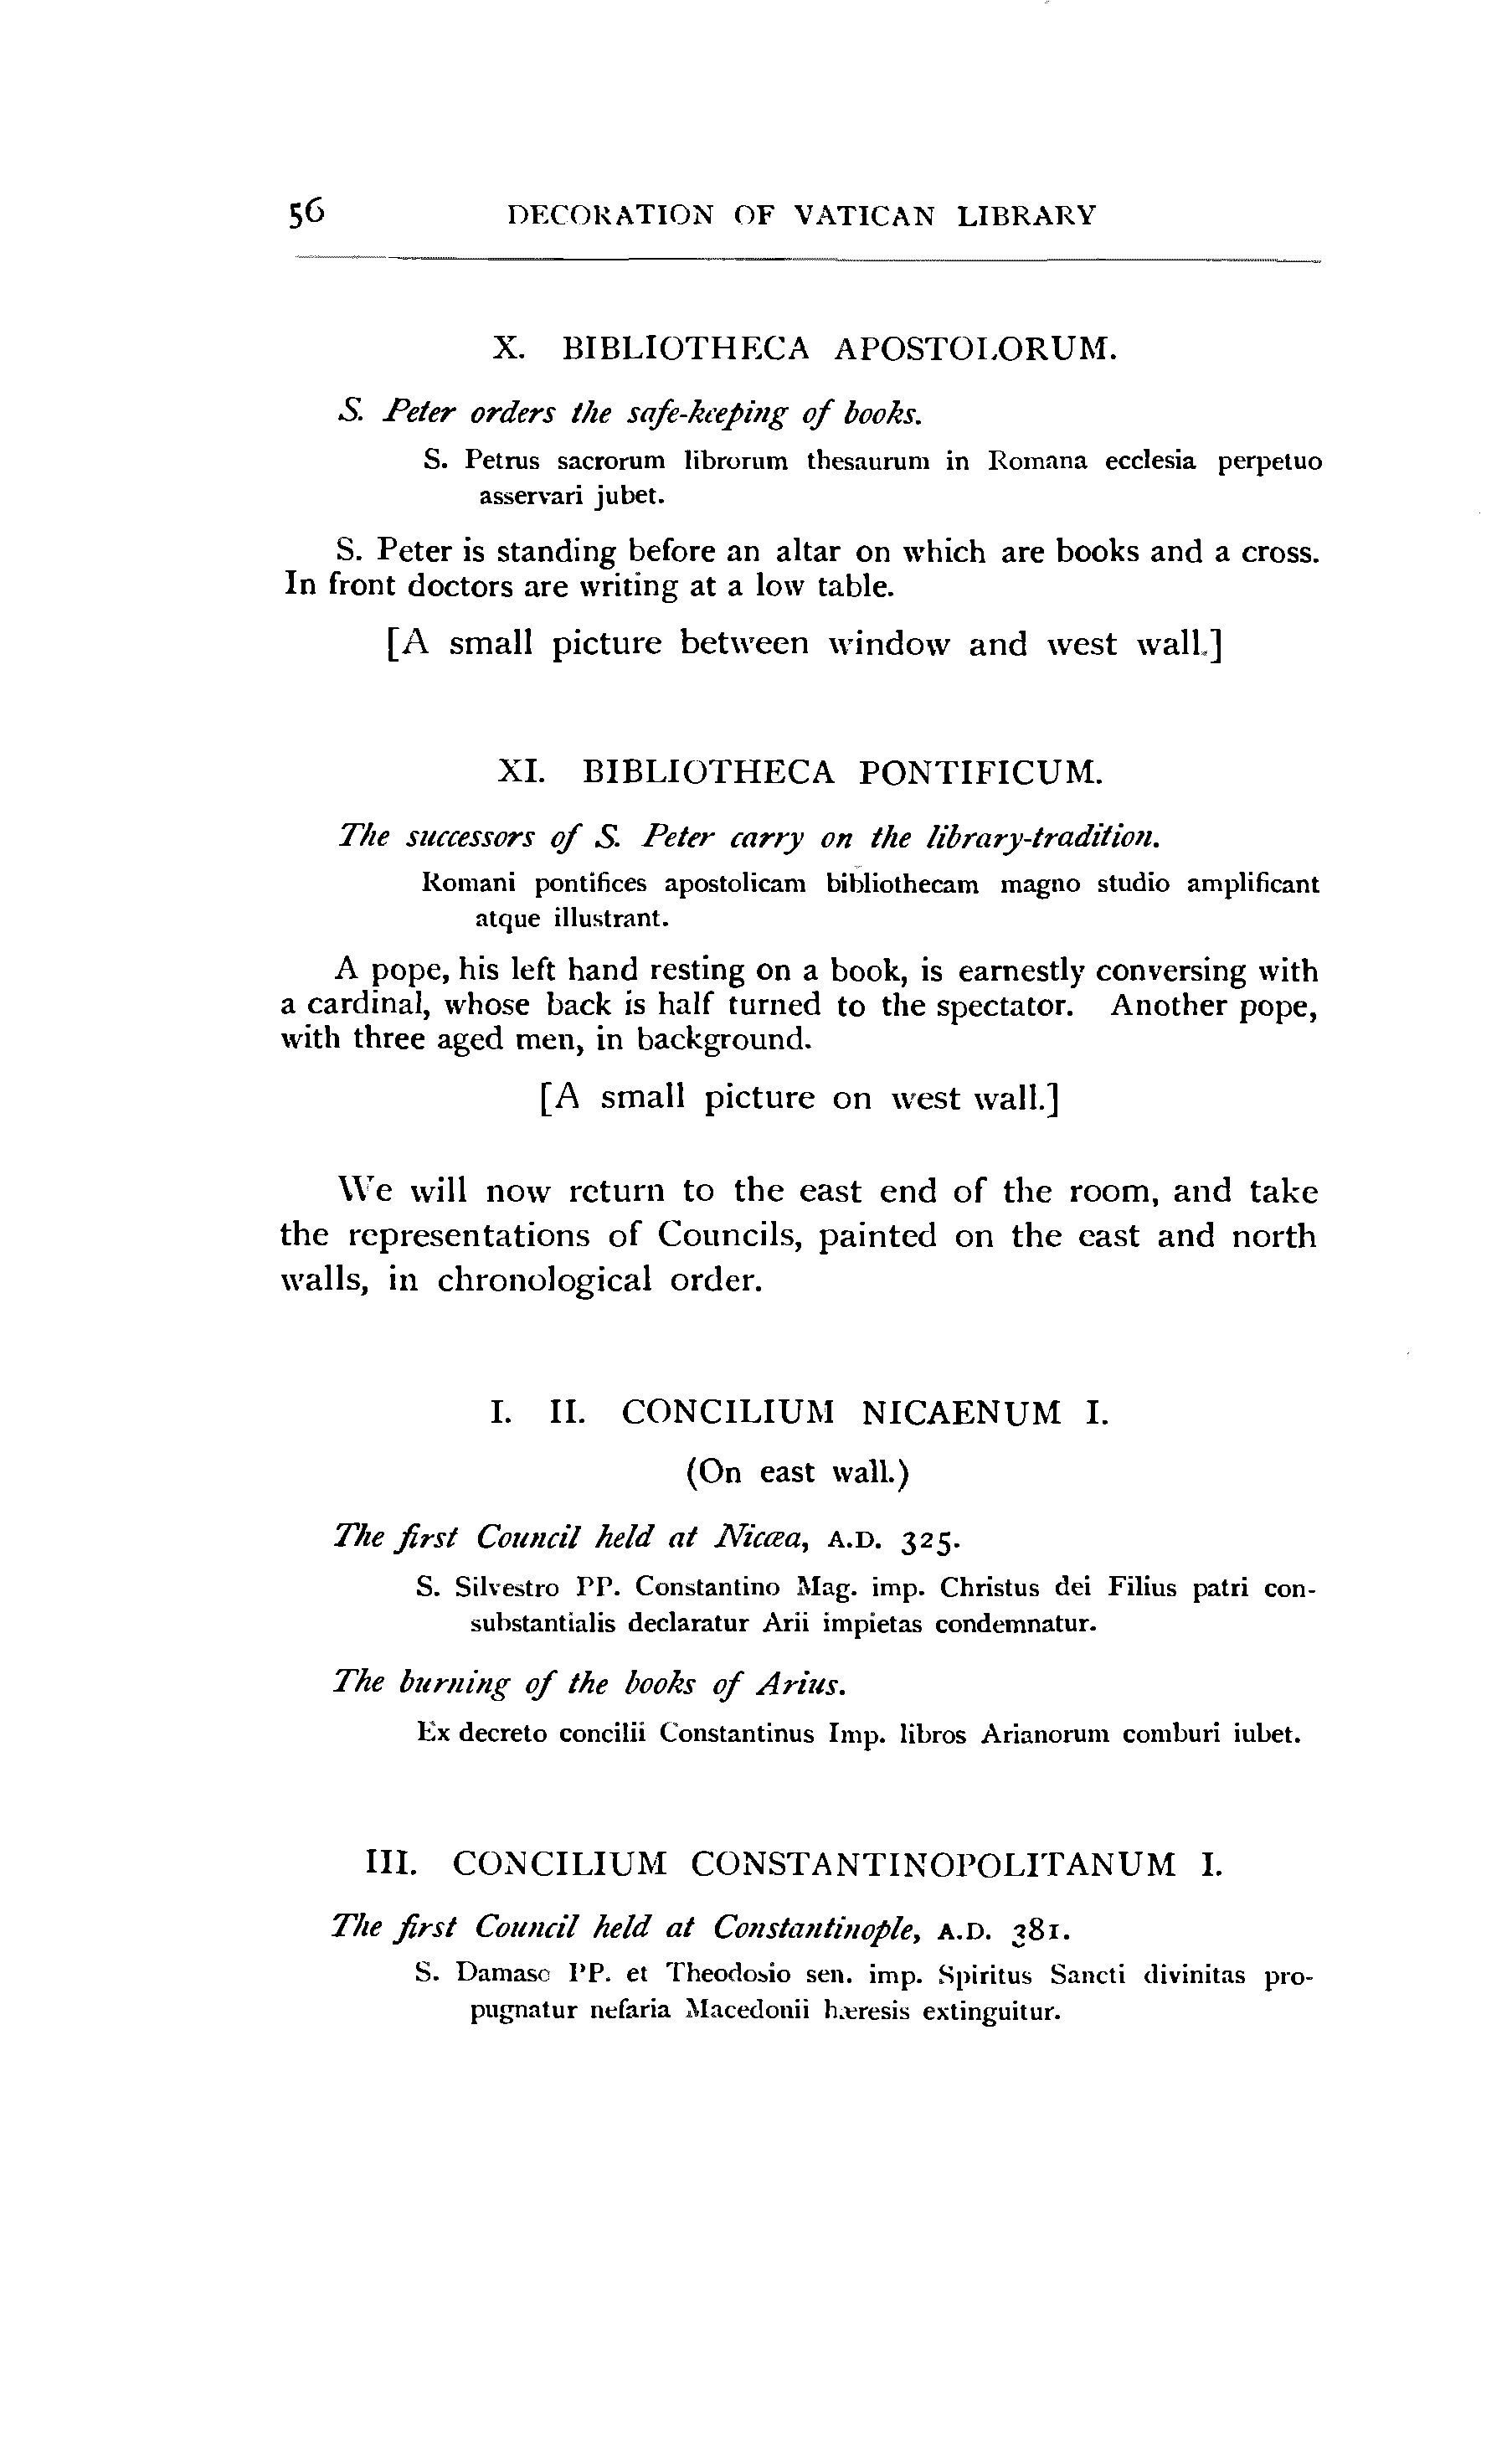 56 DECORATION OF VATICAN LIBRARY
X. BIBLIOTHECA APOSTOLORUM.
S. Peter orders the safe-keeping of books.
S. Petrus sacrorum librorum thesaurum in Romana ecclesia perpetuo
asservari jubet.
S. Peter is standing before an altar on which are books and a cross.
In front doctors are writing at a low table.
[A small picture between window and west wall.]
XI. BIBLIOTHECA PONTIFICUM.
The successors of S. Peter carry on the library-tradition.
Romani pontifices apostolicam bibliothecam magno studio amplificant
atque illustrant.
A pope, his left hand resting on a book, is earnestly conversing with
a cardinal, whose back is half turned to the spectator. Another pope,
with three aged men, in background.
[A small picture on west wall.]
We will now return to the east end of the room, and take
the representations of Councils, painted on the east and north
walls, in chronological order.
I. II. CONCILIUM NICAENUM I.
(On east wall.)
The first Council held at Nicæa, A.D. 325.
S. Silvestro PP. Constantino Mag. imp. Christus dei Filius patri con-
substantialis declaratur Arii impietas condemnatur.
The burning of the books of Arius.
Ex decreto concilii Constantinus Imp. libros Arianorum comburi iubet.
III. CONCILIUM CONSTANTINOPOLITANUM I.
The first Council held at Constantinople, A.D. 381.
S. Damaso PP. et Theodosio sen. imp. Spiritus Sancti divinitas pro-
pugnatur nefaria Macedonii hæresis extinguitur.